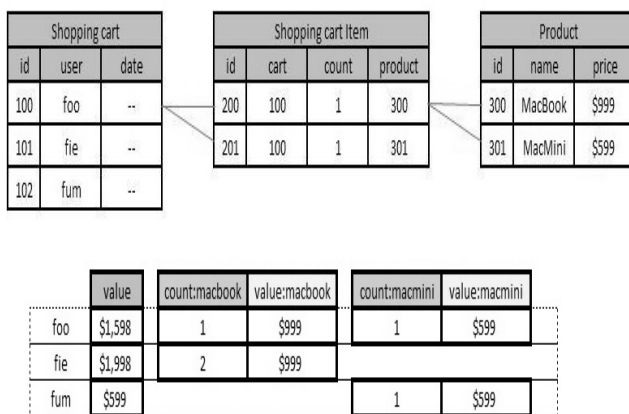 Shopping cart
id user date
100 foo --
101 fie --
102 fum --
Shopping cart Item
id cart count product
200 100 1 300
201 100 1 301
Product
id name price
300 MacBook $999
301 MacMini $599
value count:macbook value:macbook count:macmini value:macmini
foo $1,598 1 $999 1 $599
fie $1,998 2 $999
fum $599 1 $599